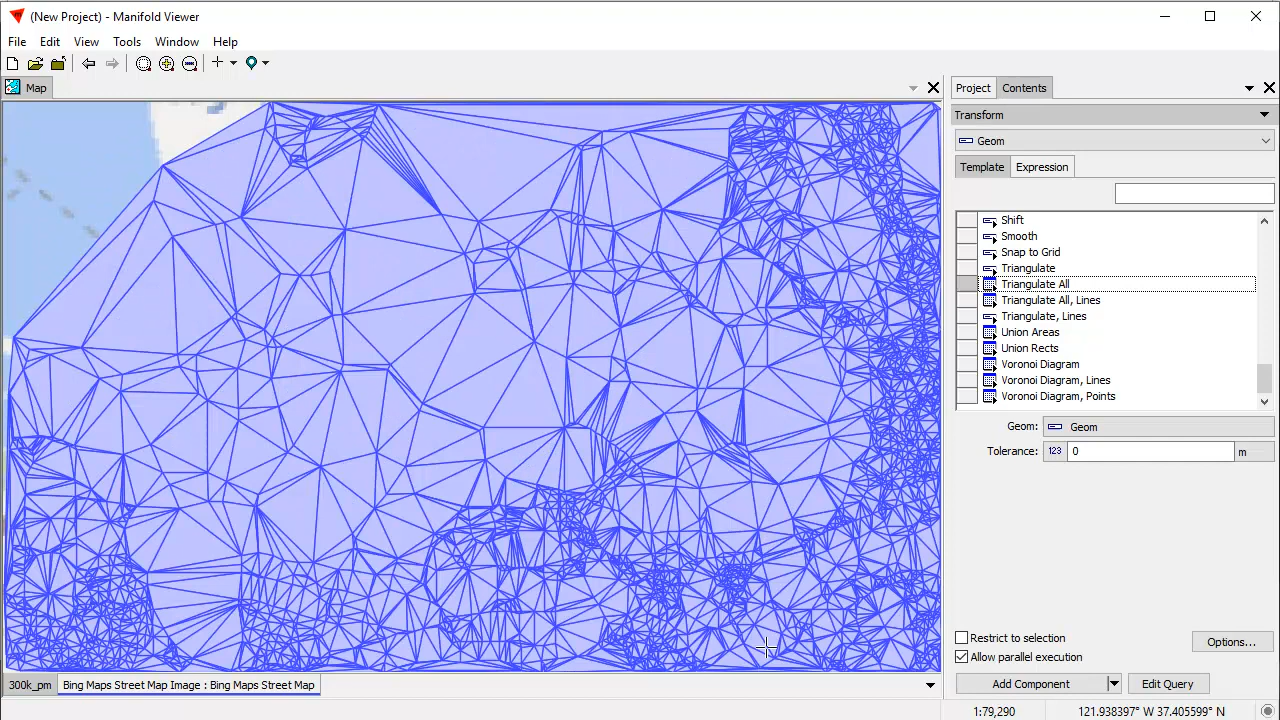 (New Project) - Manifold Viewer
File Edit View Tools Window Help
Map
Project Contents
Transform
Geom
Template Expression
Shift
Smooth
Snap to Grid
Triangulate
Triangulate All
Triangulate All, Lines
Triangulate, Lines
Union Areas
Union Rects
Voronoi Diagram
Voronoi Diagram, Lines
Voronoi Diagram, Points
Geom: Geom
Tolerance: 123 0 m
Restrict to selection
Options...
Allow parallel execution
Add Component Edit Query
300k_pm Bing Maps Street Map Image : Bing Maps Street Map
1:79,290 121.938397° W 37.405599° N